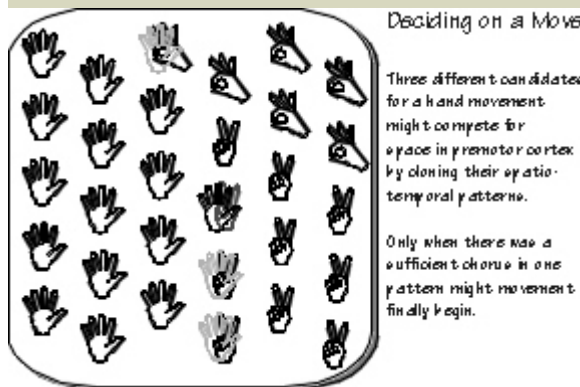 Deciding on a Move
Three different candidates
for a hand movement
might compete for
space in premotor cortex
by cloning their spatio-
temporal patterns.
Only when there was a
sufficient chorus in one
pattern might movement
finally begin.